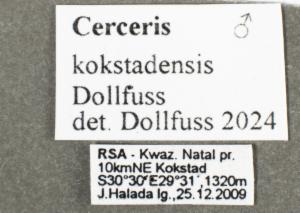 Cerceris ♂
kokstadensis
Dollfuss
det. Dollfuss 2024
RSA - Kwaz. Natal pr.
10kmNE Kokstad
S30°30' E29°31', 1320m
J.Halada lg.,25.12.2009